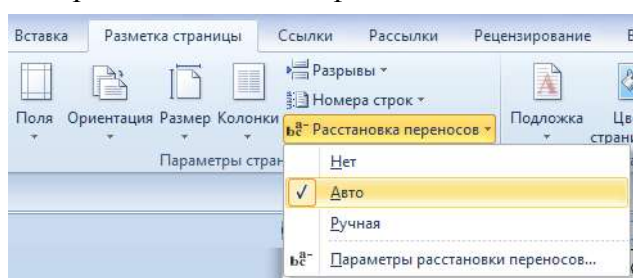 Вставка Разметка страницы Ссылки Рассылки Рецензирование
Разрывы
Номера строк
Поля Ориентация Размер Колонки Расстановка переносов Подложка
Параметры
Нет
Авто
Ручная
Параметры расстановки переносов...